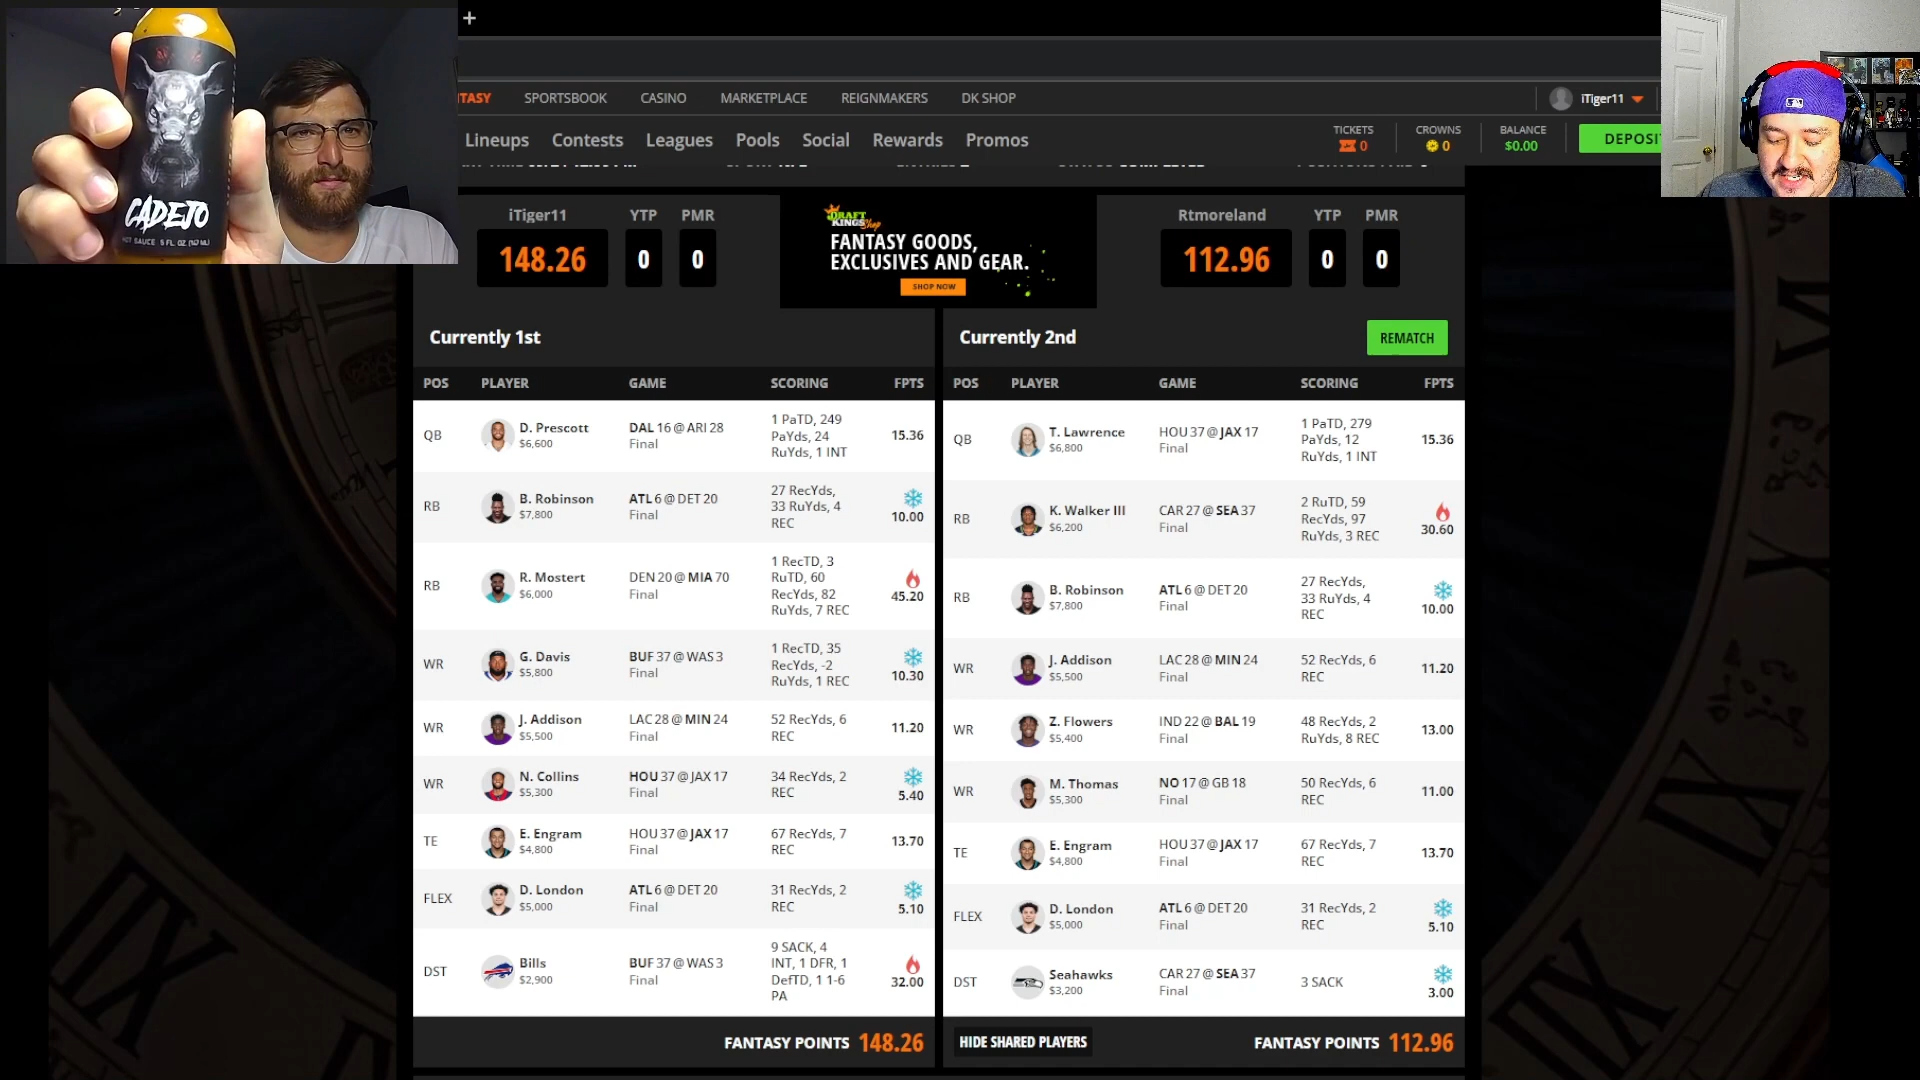 +
TASY SPORTSBOOK CASINO MARKETPLACE REIGNMAKERS DK SHOP
iTiger11
Lineups Contests Leagues Pools Social Rewards Promos
TICKETS 0
CROWNS 0
BALANCE $0.00
DEPOSI
CADEJO
HOT SAUCE 5 FL. OZ.
iTiger11 YTP PMR
148.26 0 0
DRAFT KINGS Shop
FANTASY GOODS,
EXCLUSIVES AND GEAR.
SHOP NOW
Rtmoreland YTP PMR
112.96 0 0
Currently 1st
POS PLAYER GAME SCORING FPTS
QB D. Prescott $6,600 DAL 16 @ ARI 28 Final 1 PaTD, 249 PaYds, 24 RuYds, 1 INT 15.36
RB B. Robinson $7,800 ATL 6 @ DET 20 Final 27 RecYds, 33 RuYds, 4 REC 10.00
RB R. Mostert $6,000 DEN 20 @ MIA 70 Final 1 RecTD, 3 RuTD, 60 RecYds, 82 RuYds, 7 REC 45.20
WR G. Davis $5,800 BUF 37 @ WAS 3 Final 1 RecTD, 35 RecYds, -2 RuYds, 1 REC 10.30
WR J. Addison $5,500 LAC 28 @ MIN 24 Final 52 RecYds, 6 REC 11.20
WR N. Collins $5,300 HOU 37 @ JAX 17 Final 34 RecYds, 2 REC 5.40
TE E. Engram $4,800 HOU 37 @ JAX 17 Final 67 RecYds, 7 REC 13.70
FLEX D. London $5,000 ATL 6 @ DET 20 Final 31 RecYds, 2 REC 5.10
DST Bills $2,900 BUF 37 @ WAS 3 Final 9 SACK, 4 INT, 1 DFR, 1 DefTD, 1 1-6 PA 32.00
FANTASY POINTS 148.26
Currently 2nd
REMATCH
POS PLAYER GAME SCORING FPTS
QB T. Lawrence $6,800 HOU 37 @ JAX 17 Final 1 PaTD, 279 PaYds, 12 RuYds, 1 INT 15.36
RB K. Walker III $6,200 CAR 27 @ SEA 37 Final 2 RuTD, 59 RecYds, 97 RuYds, 3 REC 30.60
RB B. Robinson $7,800 ATL 6 @ DET 20 Final 27 RecYds, 33 RuYds, 4 REC 10.00
WR J. Addison $5,500 LAC 28 @ MIN 24 Final 52 RecYds, 6 REC 11.20
WR Z. Flowers $5,400 IND 22 @ BAL 19 Final 48 RecYds, 2 RuYds, 8 REC 13.00
WR M. Thomas $5,300 NO 17 @ GB 18 Final 50 RecYds, 6 REC 11.00
TE E. Engram $4,800 HOU 37 @ JAX 17 Final 67 RecYds, 7 REC 13.70
FLEX D. London $5,000 ATL 6 @ DET 20 Final 31 RecYds, 2 REC 5.10
DST Seahawks $3,200 CAR 27 @ SEA 37 Final 3 SACK 3.00
HIDE SHARED PLAYERS
FANTASY POINTS 112.96